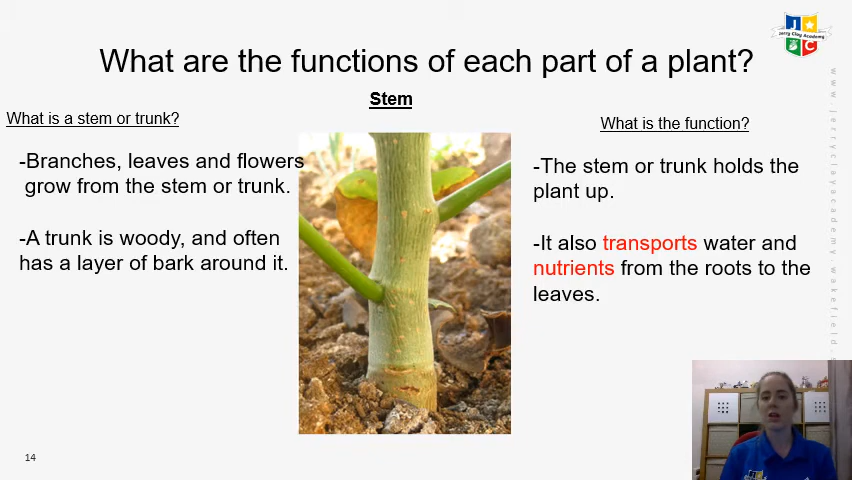 What are the functions of each part of a plant?
Stem
What is a stem or trunk?
-Branches, leaves and flowers
grow from the stem or trunk.
-A trunk is woody, and often
has a layer of bark around it.
What is the function?
-The stem or trunk holds the
plant up.
-It also transports water and
nutrients from the roots to the
leaves.
14
J
Jerry Clay Academy
C